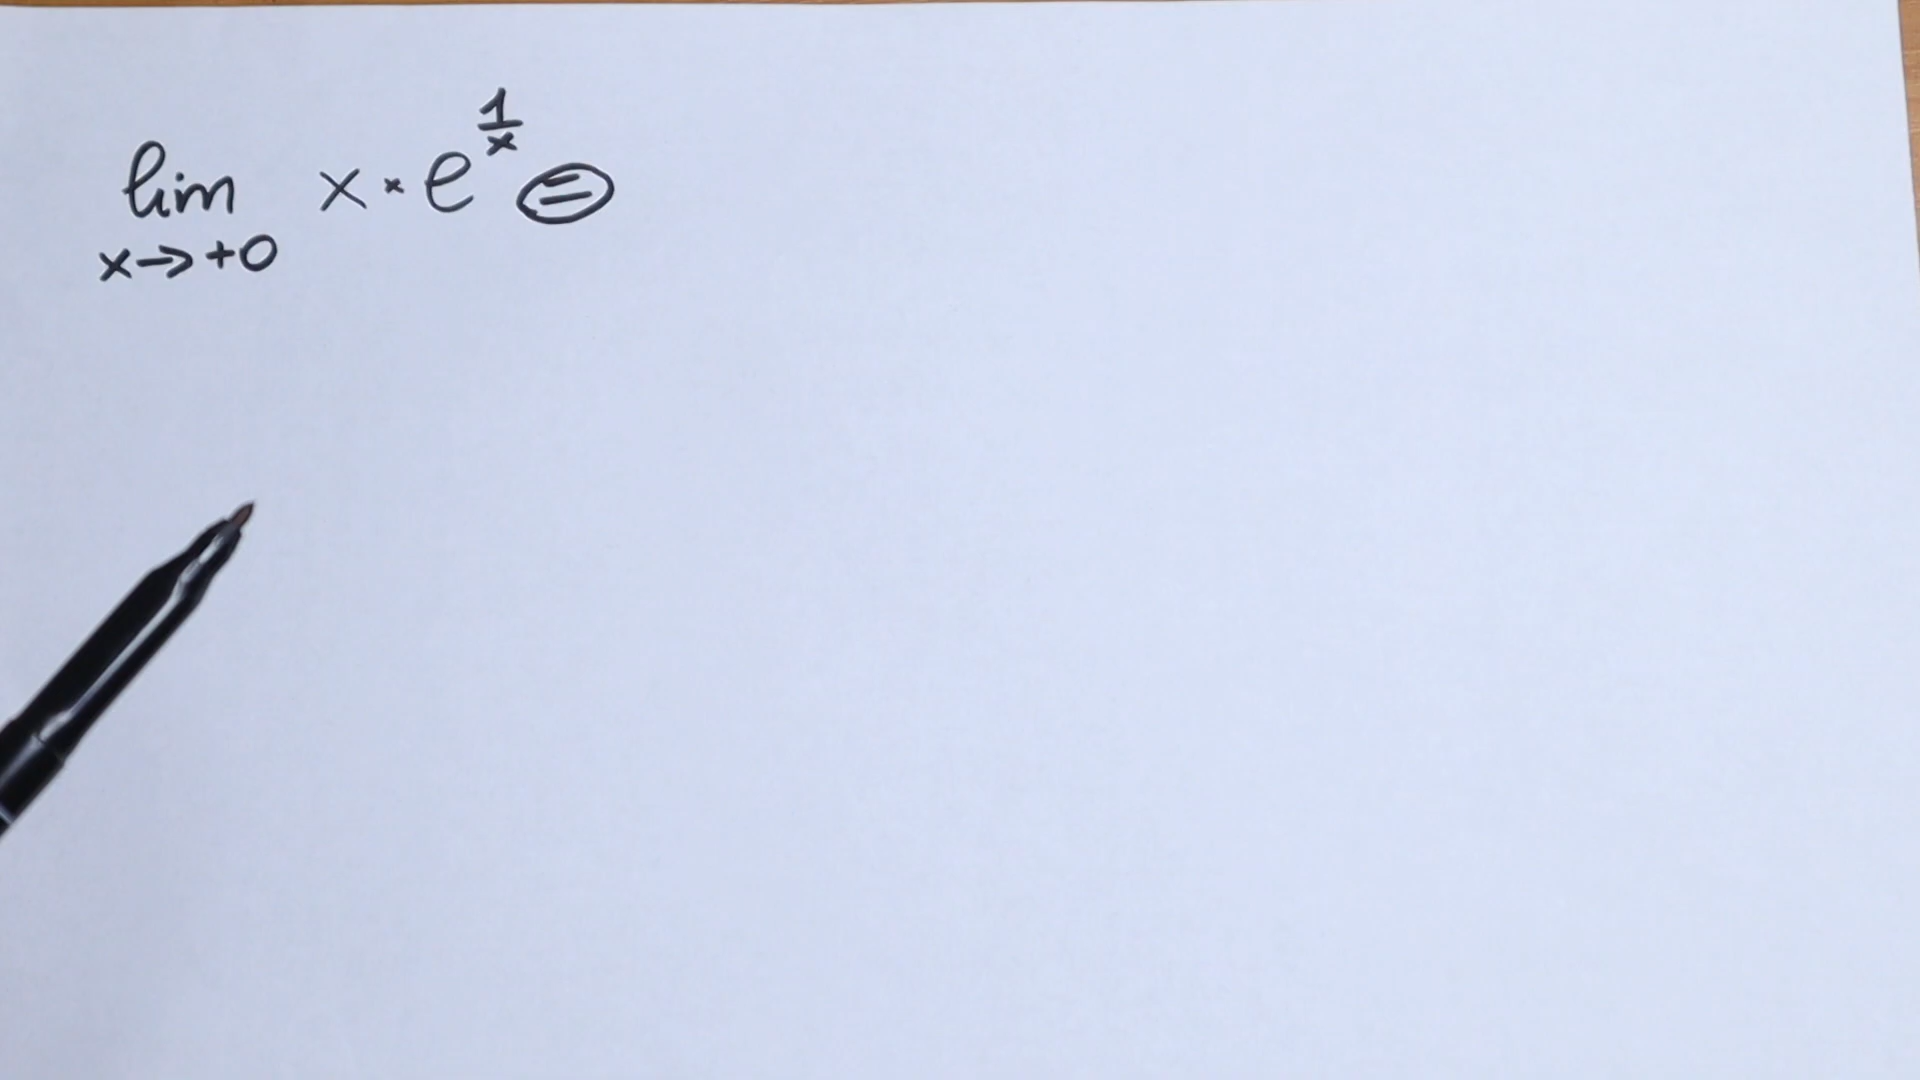 lim x · e^(1/x) =
x→+0